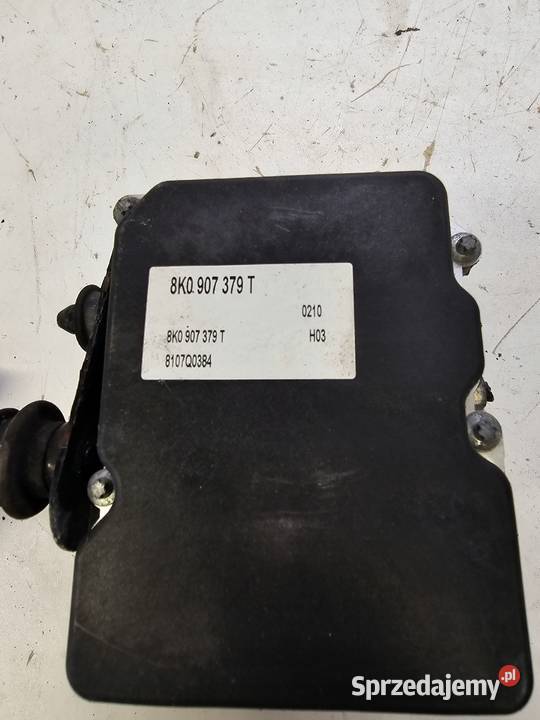 8K0 907 379 T
0210
8K0 907 379 T H03
8107Q0384
Sprzedajemy.pl